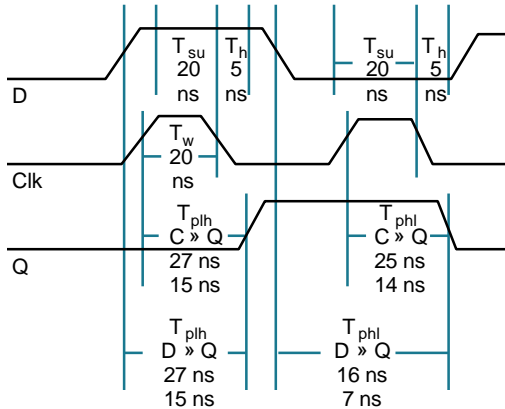 Tsu
20
ns
Th
5
ns
Tsu
20
ns
Th
5
ns
D
Tw
20
ns
Clk
Tplh
C » Q
27 ns
15 ns
Tphl
C » Q
25 ns
14 ns
Q
Tplh
D » Q
27 ns
15 ns
Tphl
D » Q
16 ns
7 ns